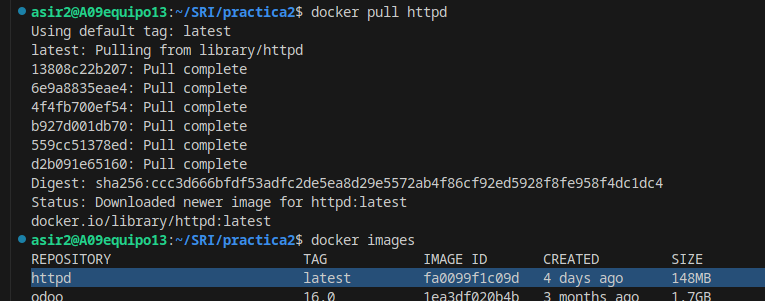 asir2@A09equipo13:~/SRI/practica2$ docker pull httpd
Using default tag: latest
latest: Pulling from library/httpd
13808c22b207: Pull complete
6e9a8835eae4: Pull complete
4f4fb700ef54: Pull complete
b927d001db70: Pull complete
559cc51378ed: Pull complete
d2b091e65160: Pull complete
Digest: sha256:ccc3d666bfdf53adfc2de5ea8d29e5572ab4f86cf92ed5928f8fe958f4dc1dc4
Status: Downloaded newer image for httpd:latest
docker.io/library/httpd:latest
asir2@A09equipo13:~/SRI/practica2$ docker images
REPOSITORY TAG IMAGE ID CREATED SIZE
httpd latest fa0099f1c09d 4 days ago 148MB
odoo 16.0 1ea3df020b4b 3 months ago 1.7GB